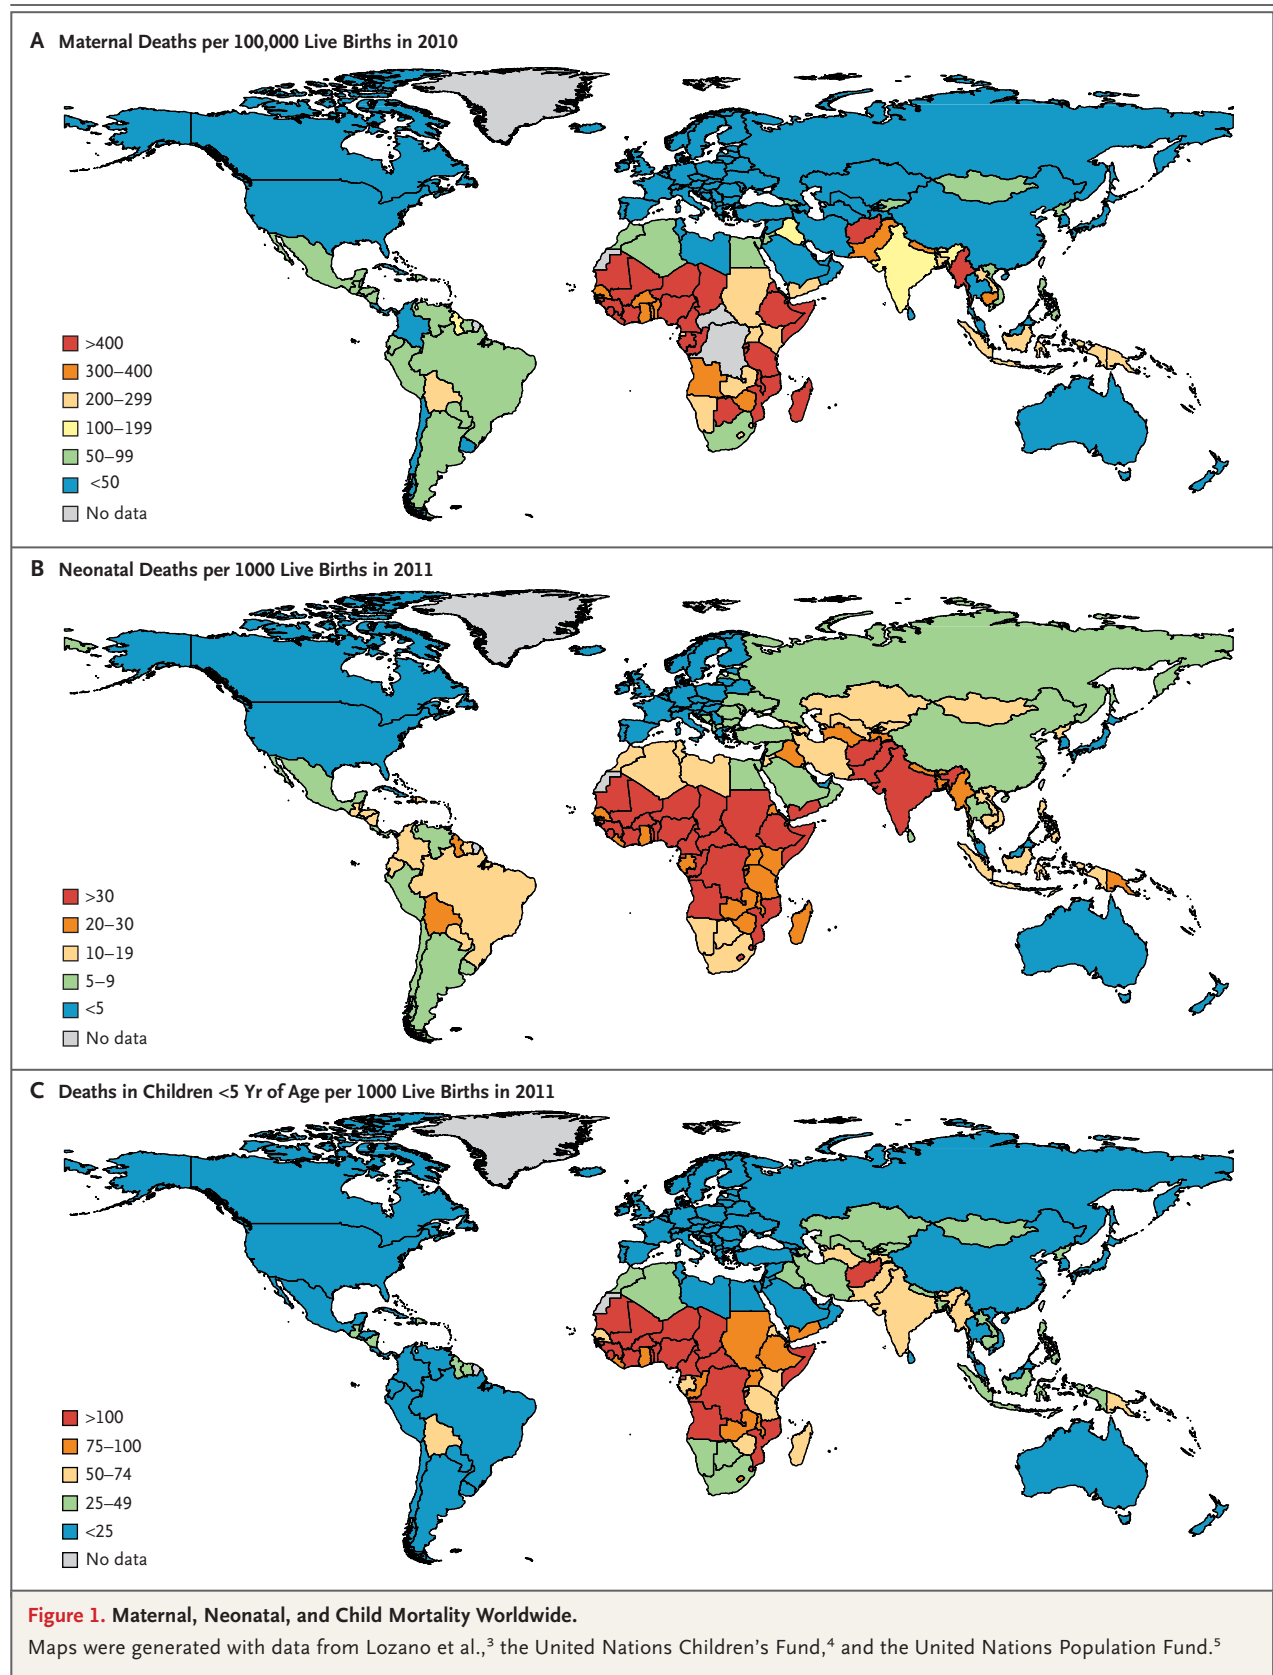 A Maternal Deaths per 100,000 Live Births in 2010
>400
300–400
200–299
100–199
50–99
<50
No data
B Neonatal Deaths per 1000 Live Births in 2011
>30
20–30
10–19
5–9
<5
No data
C Deaths in Children <5 Yr of Age per 1000 Live Births in 2011
>100
75–100
50–74
25–49
<25
No data
Figure 1. Maternal, Neonatal, and Child Mortality Worldwide.
Maps were generated with data from Lozano et al.,³ the United Nations Children’s Fund,⁴ and the United Nations Population Fund.⁵